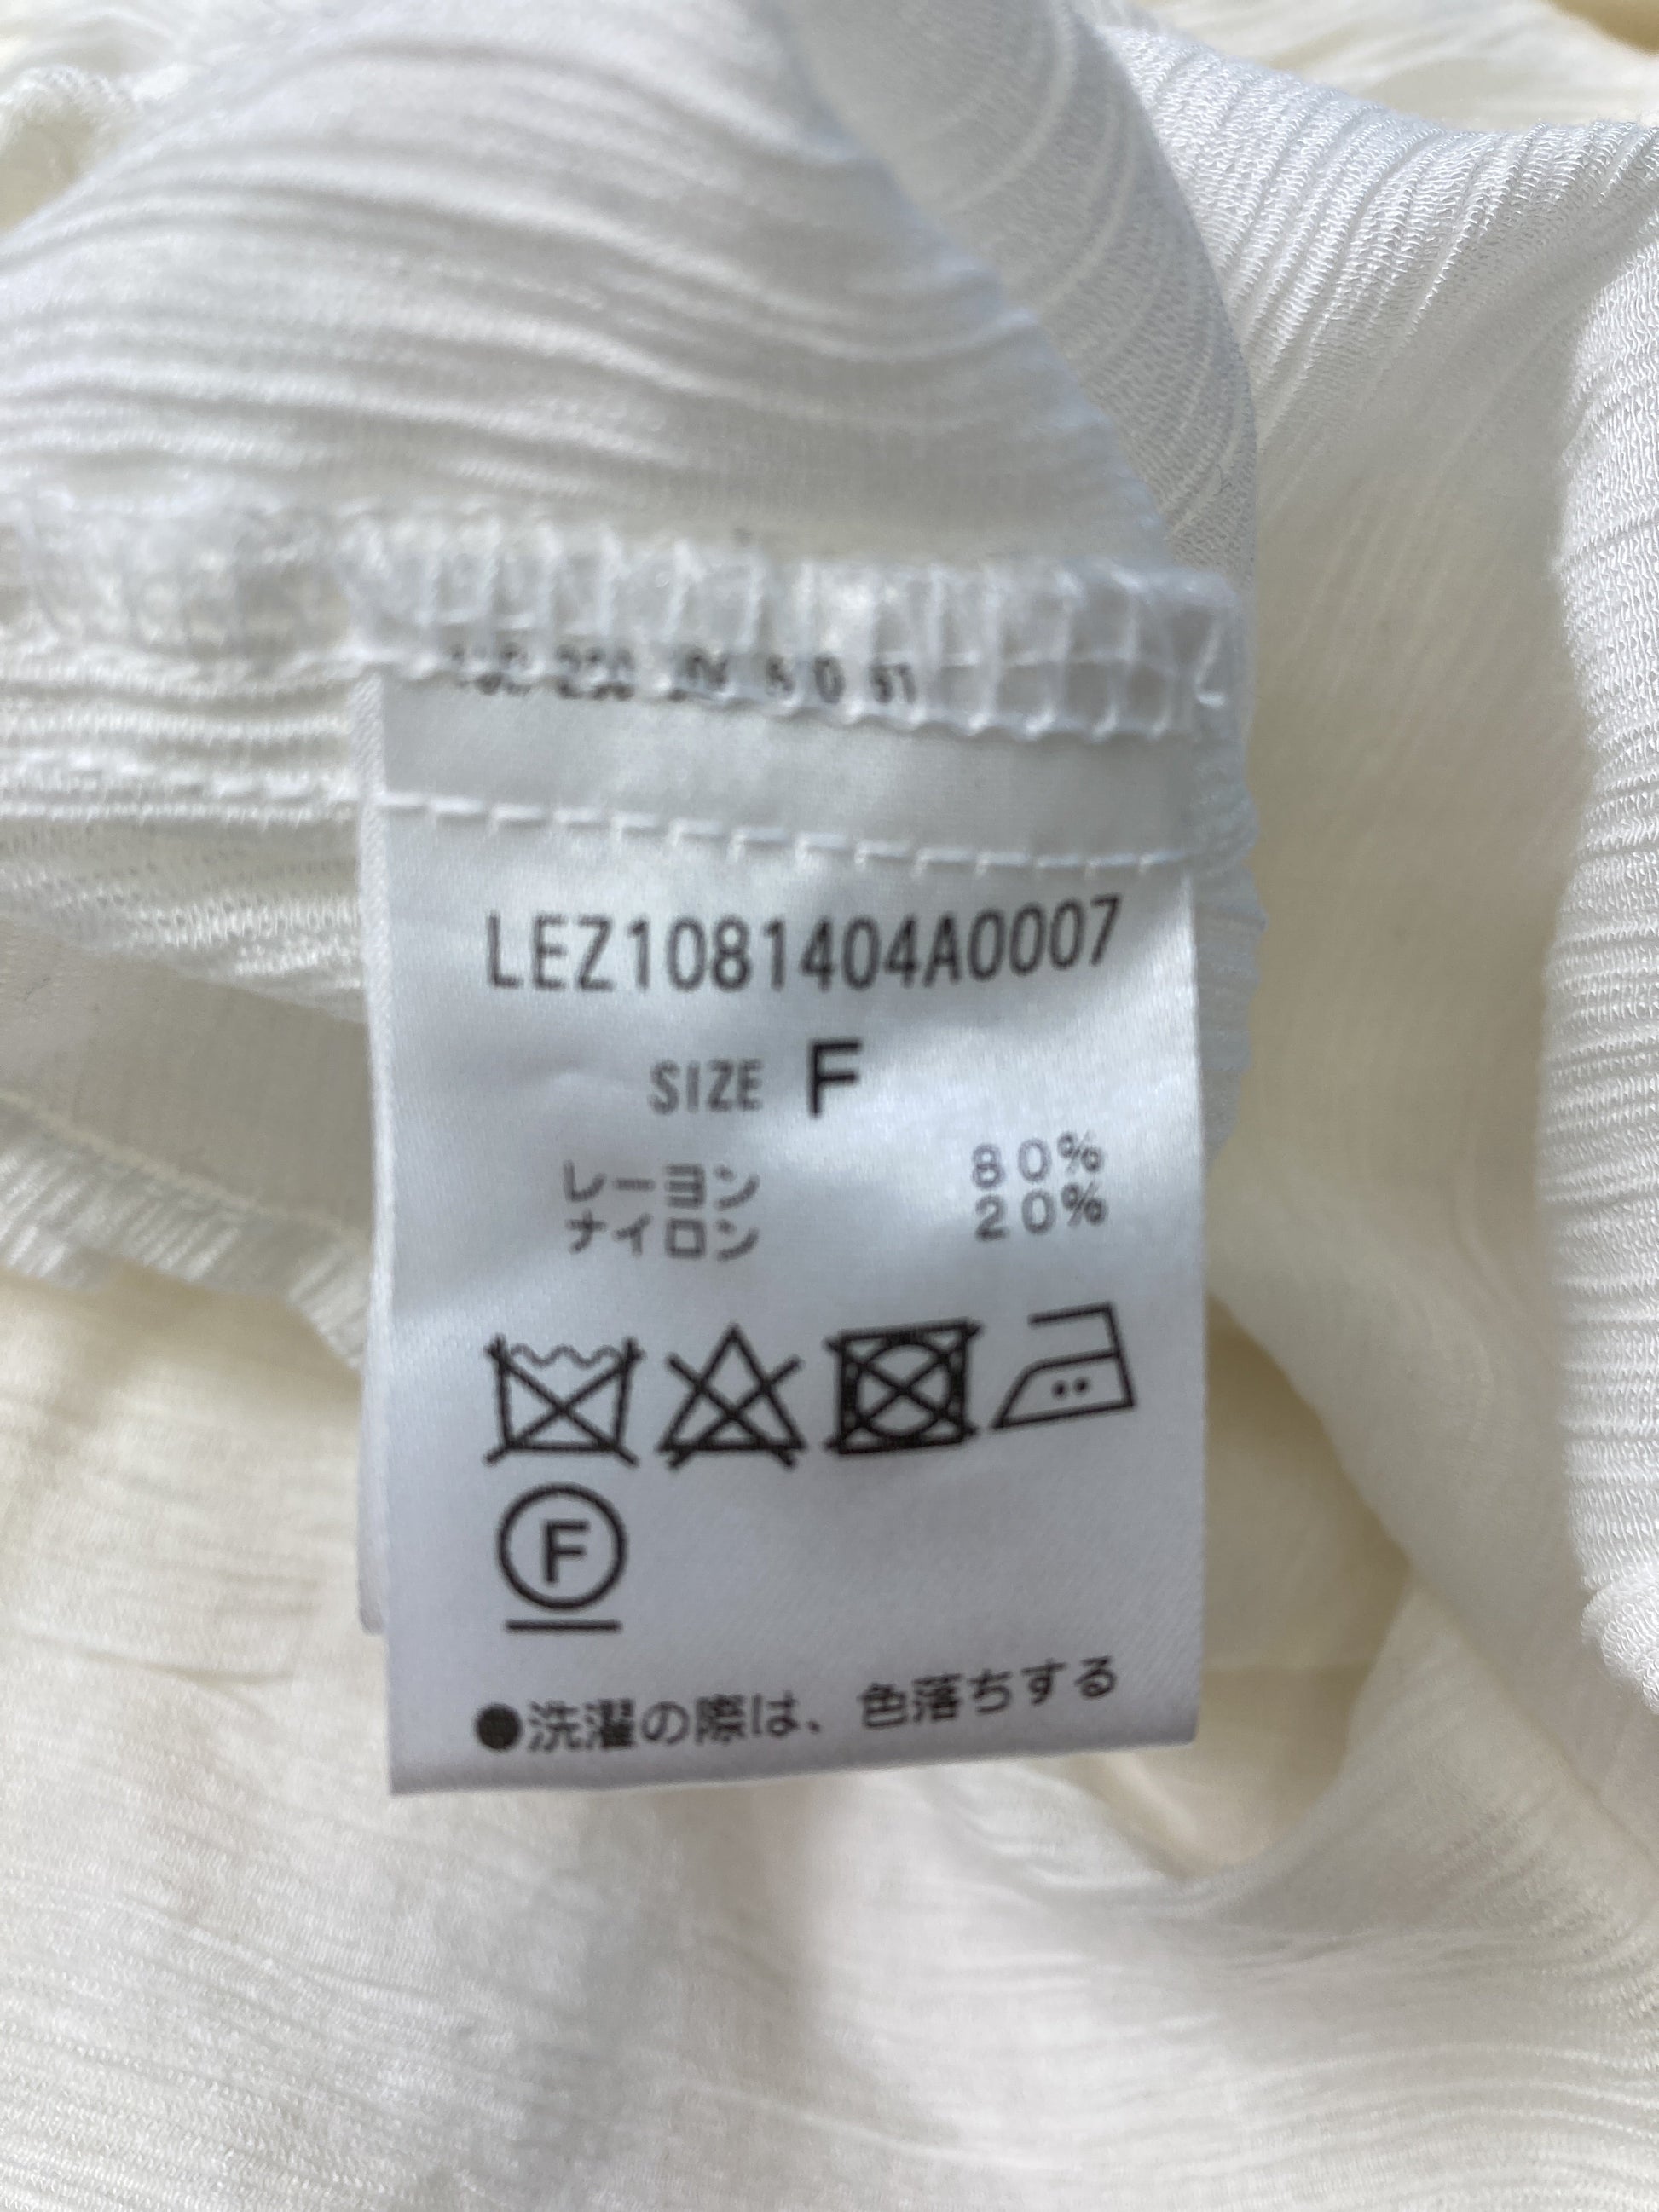 LEZ1081404A0007
SIZE F
レーヨン 80%
ナイロン 20%
F
●洗濯の際は、色落ちする